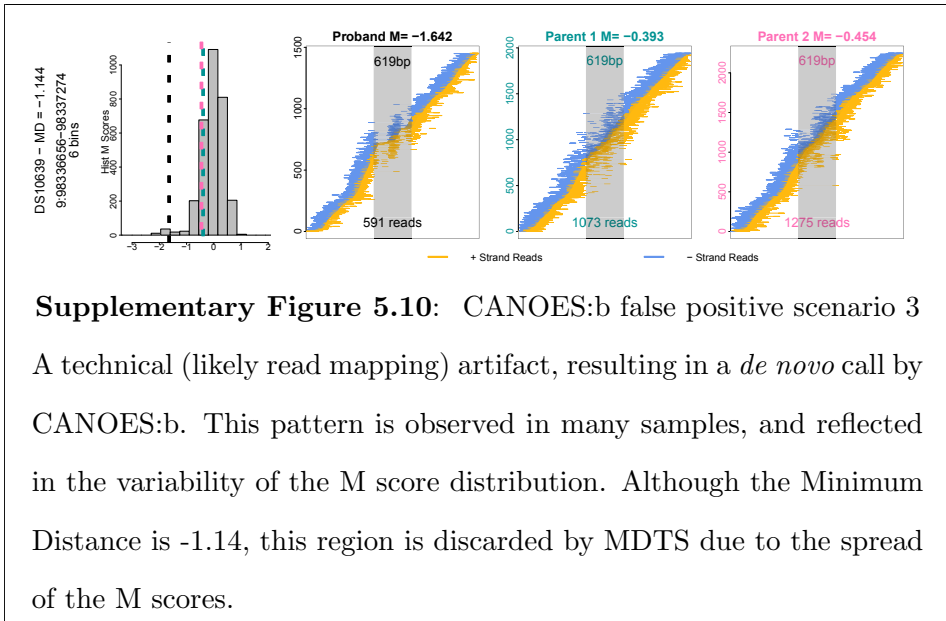 DS10639 − MD = −1.144
9:98336656−98337274
6 bins
Hist M Scores
0 200 400 600 800 1000
−3 −2 −1 0 1 2
Proband M= −1.642
619bp
591 reads
0 500 1000 1500
Parent 1 M= −0.393
619bp
1073 reads
0 500 1000 1500 2000
Parent 2 M= −0.454
619bp
1275 reads
0 500 1000 1500 2000
+ Strand Reads
− Strand Reads
Supplementary Figure 5.10: CANOES:b false positive scenario 3
A technical (likely read mapping) artifact, resulting in a de novo call by
CANOES:b. This pattern is observed in many samples, and reflected
in the variability of the M score distribution. Although the Minimum
Distance is -1.14, this region is discarded by MDTS due to the spread
of the M scores.